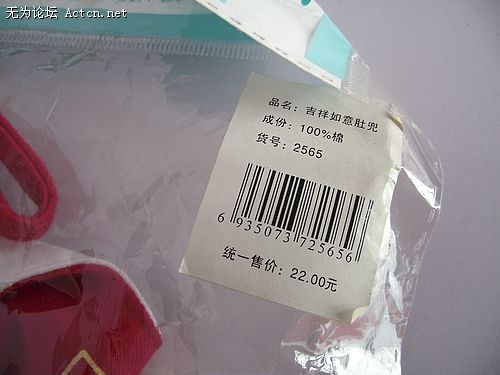 无为论坛 Actcn.net
品名：吉祥如意肚兜
成份：100%棉
货号：2565
6 935073 725656
统一售价：22.00元